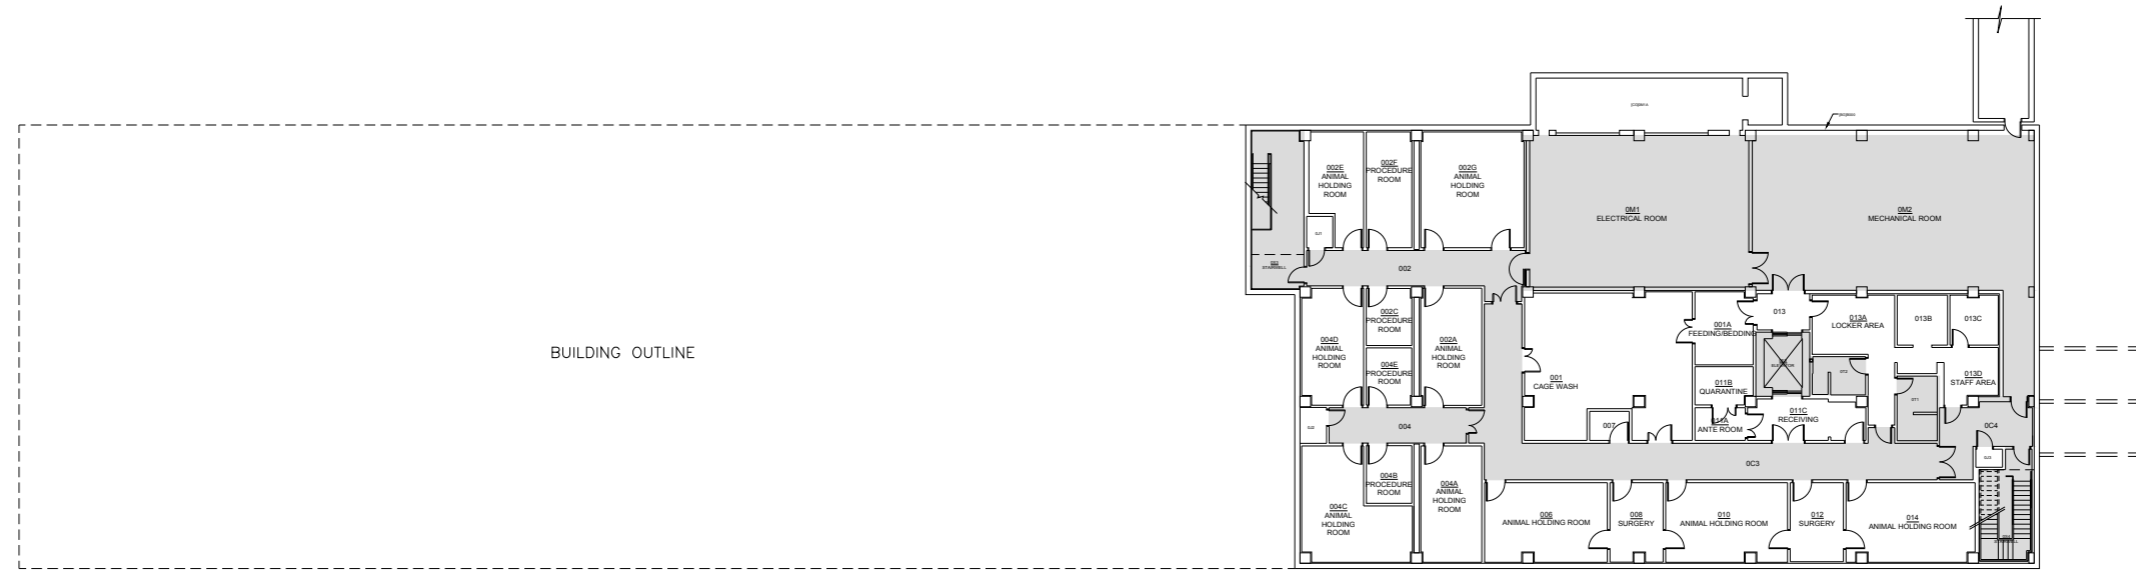 002E
ANIMAL
HOLDING
ROOM
002F
PROCEDURE
ROOM
002G
ANIMAL
HOLDING
ROOM
0M1
ELECTRICAL ROOM
0M2
MECHANICAL ROOM
002
004D
ANIMAL
HOLDING
ROOM
002C
PROCEDURE
ROOM
004E
PROCEDURE
ROOM
002A
ANIMAL
HOLDING
ROOM
BUILDING OUTLINE
001
CAGE WASH
001A
FEEDING/BEDDING
013
013A
LOCKER AREA
013B
013C
013D
STAFF AREA
011B
QUARANTINE
011A
ANTE ROOM
011C
RECEIVING
007
004
0C4
0C3
004C
ANIMAL
HOLDING
ROOM
004B
PROCEDURE
ROOM
004A
ANIMAL
HOLDING
ROOM
006
ANIMAL HOLDING ROOM
008
SURGERY
010
ANIMAL HOLDING ROOM
012
SURGERY
014
ANIMAL HOLDING ROOM